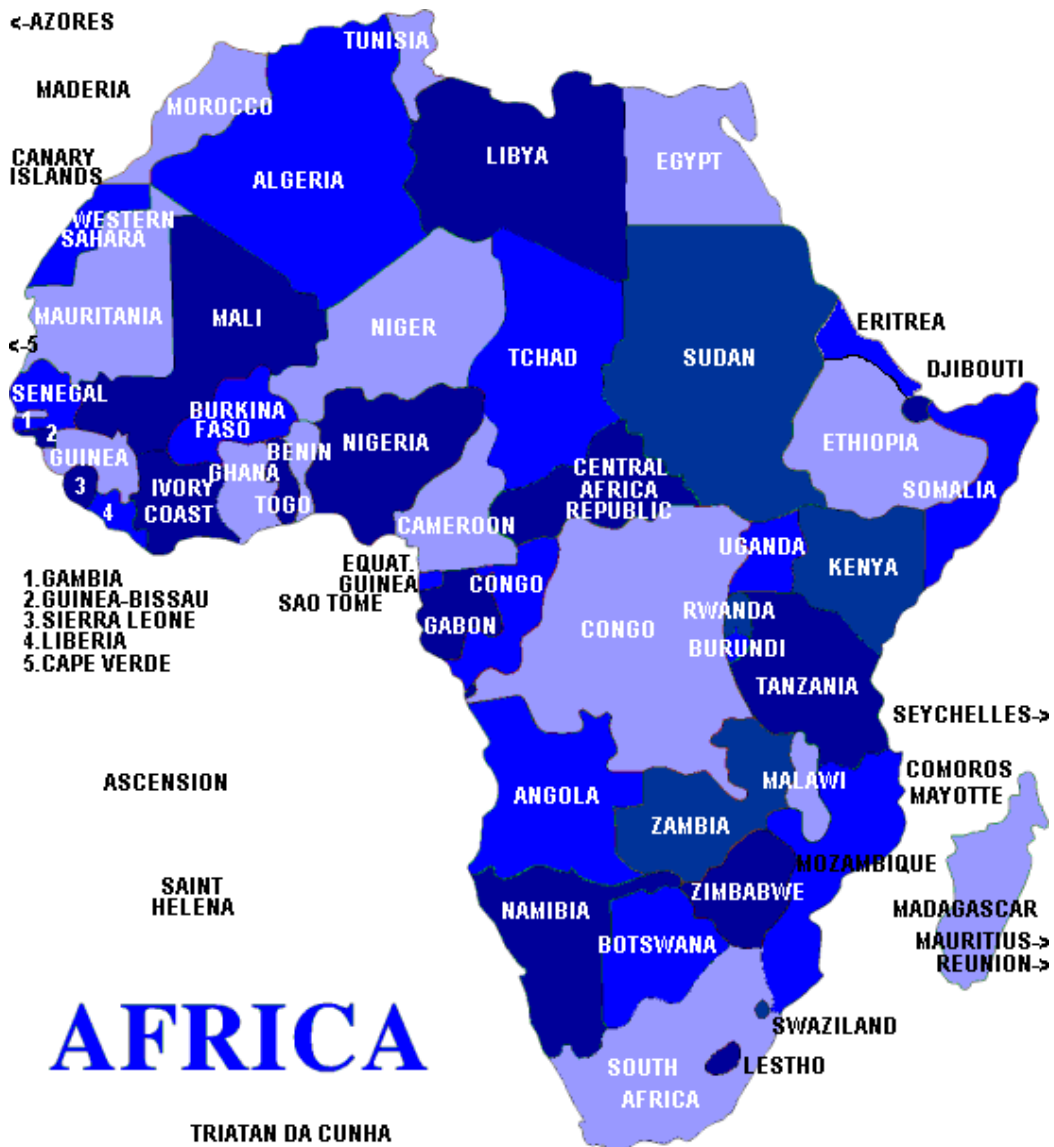 <-AZORES
TUNISIA
MADERIA
MOROCCO
CANARY
ISLANDS
ALGERIA
LIBYA
EGYPT
WESTERN
SAHARA
MAURITANIA
MALI
NIGER
TCHAD
SUDAN
ERITREA
<-5
DJIBOUTI
SENEGAL
BURKINA
FASO
1
2
GUINEA
GHANA
BENIN
NIGERIA
ETHIOPIA
3
IVORY
COAST
TOGO
CENTRAL
AFRICA
REPUBLIC
SOMALIA
4
CAMEROON
UGANDA
KENYA
EQUAT.
GUINEA
SAO TOME
CONGO
GABON
CONGO
RWANDA
BURUNDI
TANZANIA
1.GAMBIA
2.GUINEA-BISSAU
3.SIERRA LEONE
4.LIBERIA
5.CAPE VERDE
SEYCHELLES->
ASCENSION
ANGOLA
MALAWI
COMOROS
MAYOTTE
ZAMBIA
MOZAMBIQUE
SAINT
HELENA
NAMIBIA
ZIMBABWE
MADAGASCAR
BOTSWANA
MAURITIUS->
REUNION->
AFRICA
SWAZILAND
SOUTH
AFRICA
LESTHO
TRIATAN DA CUNHA